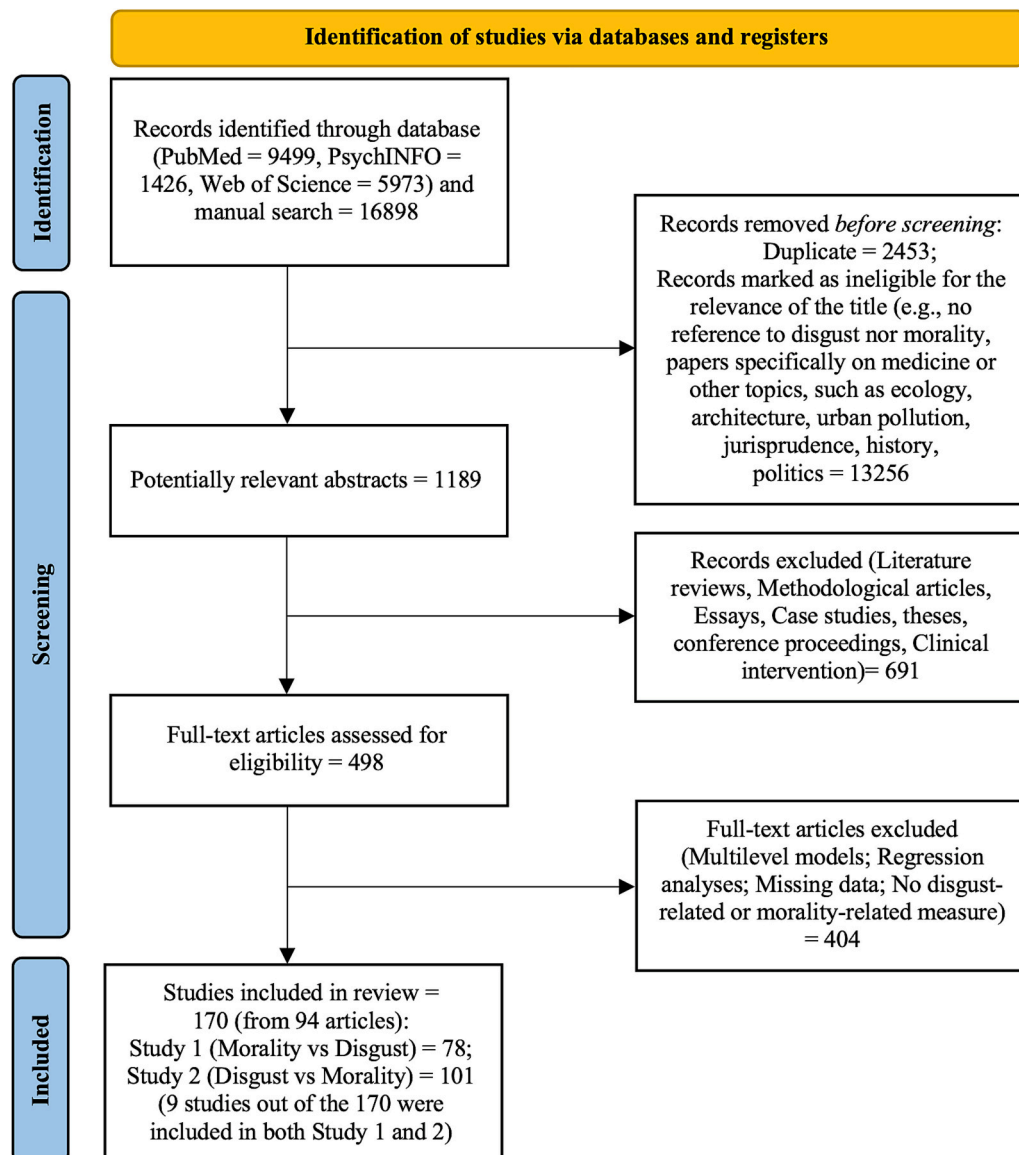 Identification of studies via databases and registers
Identification
Records identified through database
(PubMed = 9499, PsychINFO =
1426, Web of Science = 5973) and
manual search = 16898
Records removed before screening:
Duplicate = 2453;
Records marked as ineligible for the
relevance of the title (e.g., no
reference to disgust nor morality,
papers specifically on medicine or
other topics, such as ecology,
architecture, urban pollution,
jurisprudence, history,
politics = 13256
Screening
Potentially relevant abstracts = 1189
Records excluded (Literature
reviews, Methodological articles,
Essays, Case studies, theses,
conference proceedings, Clinical
intervention)= 691
Full-text articles assessed for
eligibility = 498
Full-text articles excluded
(Multilevel models; Regression
analyses; Missing data; No disgust-
related or morality-related measure)
= 404
Included
Studies included in review =
170 (from 94 articles):
Study 1 (Morality vs Disgust) = 78;
Study 2 (Disgust vs Morality) = 101
(9 studies out of the 170 were
included in both Study 1 and 2)